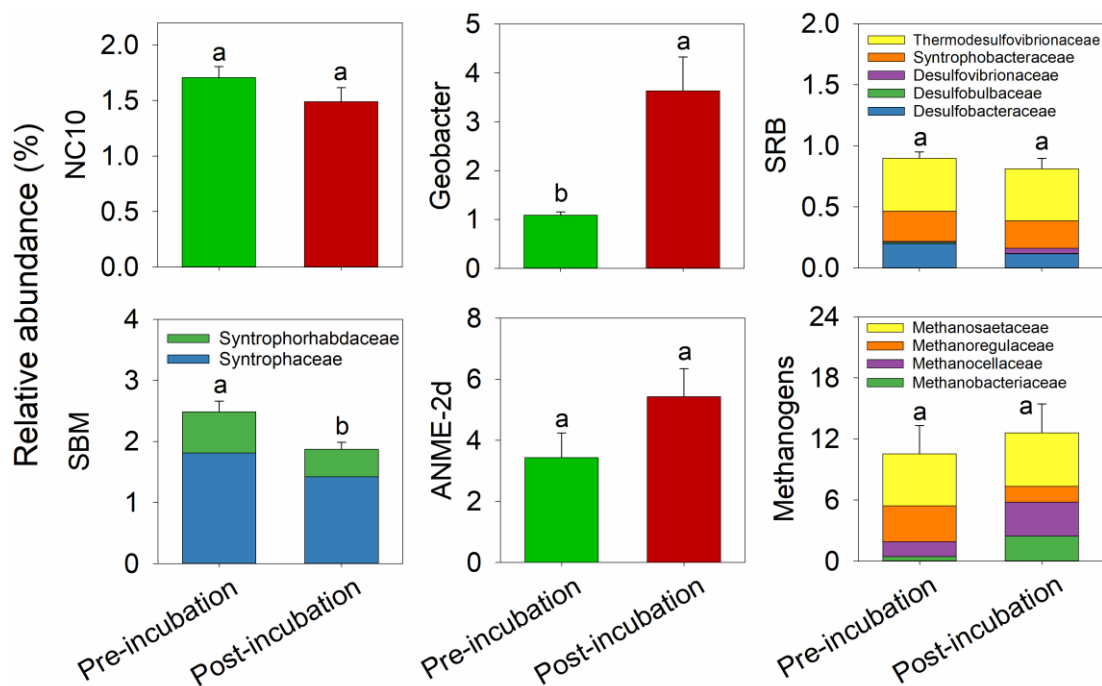 Relative abundance (%)
NC10
2.0
1.5
1.0
0.5
0.0
a
a
Geobacter
5
4
3
2
1
0
b
a
SRB
2.0
1.5
1.0
0.5
0.0
Thermodesulfovibrionaceae
Syntrophobacteraceae
Desulfovibrionaceae
Desulfobulbaceae
Desulfobacteraceae
a
a
SBM
4
3
2
1
0
Syntrophorhabdaceae
Syntrophaceae
a
b
Pre-incubation
Post-incubation
ANME-2d
8
6
4
2
0
a
a
Pre-incubation
Post-incubation
Methanogens
24
18
12
6
0
Methanosaetaceae
Methanoregulaceae
Methanocellaceae
Methanobacteriaceae
a
a
Pre-incubation
Post-incubation